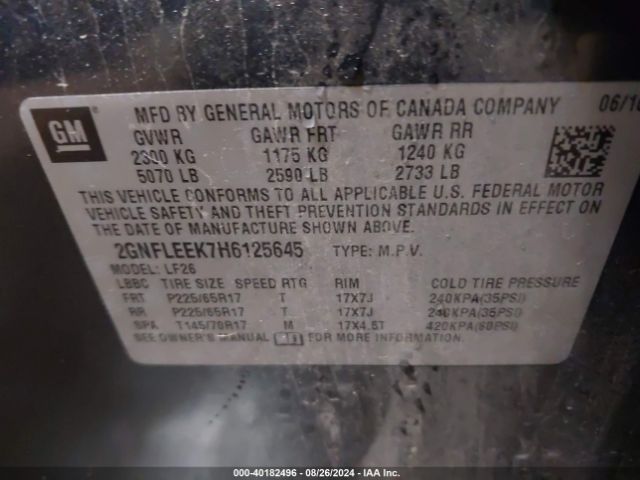 GM
MFD BY GENERAL MOTORS OF CANADA COMPANY 06/16
GVWR GAWR FRT GAWR RR
2300 KG 1175 KG 1240 KG
5070 LB 2590 LB 2733 LB
THIS VEHICLE CONFORMS TO ALL APPLICABLE U.S. FEDERAL MOTOR
VEHICLE SAFETY AND THEFT PREVENTION STANDARDS IN EFFECT ON
THE DATE OF MANUFACTURE SHOWN ABOVE.
2GNFLEEK7H6125645 TYPE: M.P.V.
MODEL: LF26
LBBC TIRE SIZE SPEED RTG RIM COLD TIRE PRESSURE
FRT P225/65R17 T 17X7J 240KPA(35PSI)
RR P225/65R17 T 17X7J 240KPA(35PSI)
SPA T145/70R17 M 17X4.5T 420KPA(60PSI)
SEE OWNER'S MANUAL FOR MORE INFORMATION
000-40182496 - 08/26/2024 - IAA Inc.